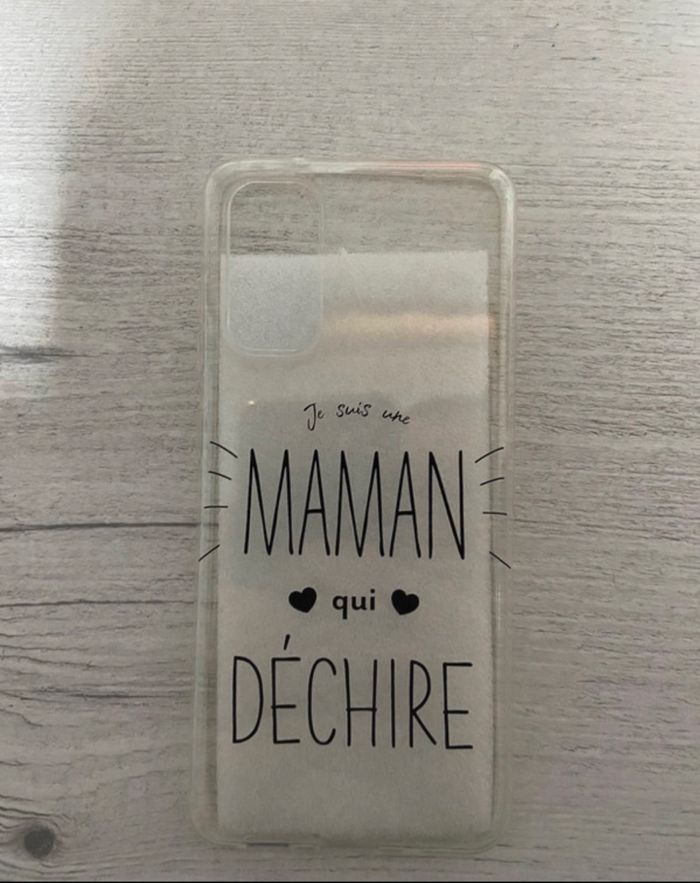 Je suis une
MAMAN
qui
DÉCHIRE